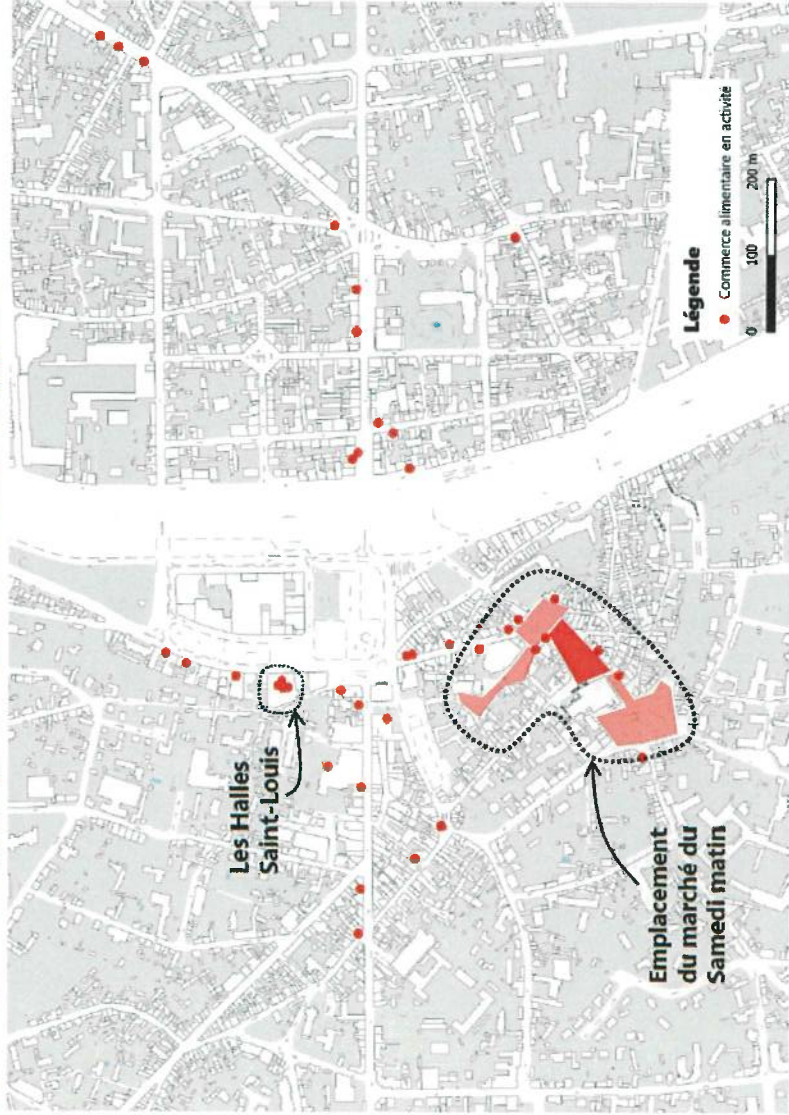 Les Halles
Saint-Louis
Emplacement
du marché du
Samedi matin
Légende
Commerce alimentaire en activité
0 100 200 m